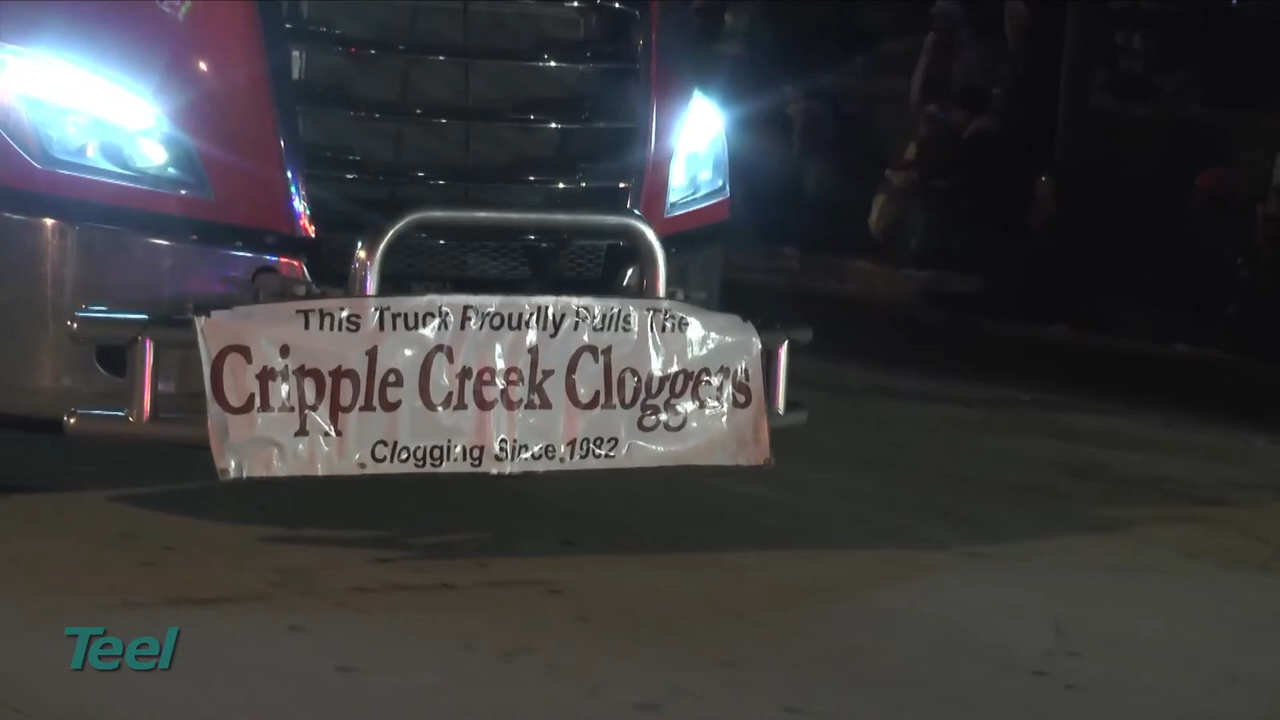 This Truck Proudly Pulls The
Cripple Creek Cloggers
Clogging Since 1982
Teel